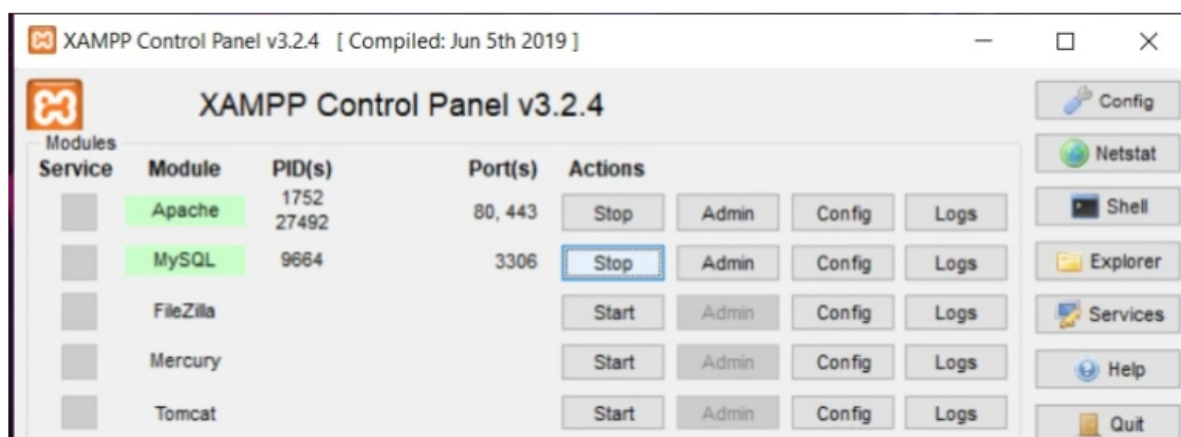 XAMPP Control Panel v3.2.4 [ Compiled: Jun 5th 2019 ]
XAMPP Control Panel v3.2.4
Config
Modules
Netstat
Service Module PID(s) Port(s) Actions
Apache 1752 27492 80, 443 Stop Admin Config Logs
Shell
MySQL 9664 3306 Stop Admin Config Logs
Explorer
FileZilla Start Admin Config Logs
Services
Mercury Start Admin Config Logs
Help
Tomcat Start Admin Config Logs
Quit